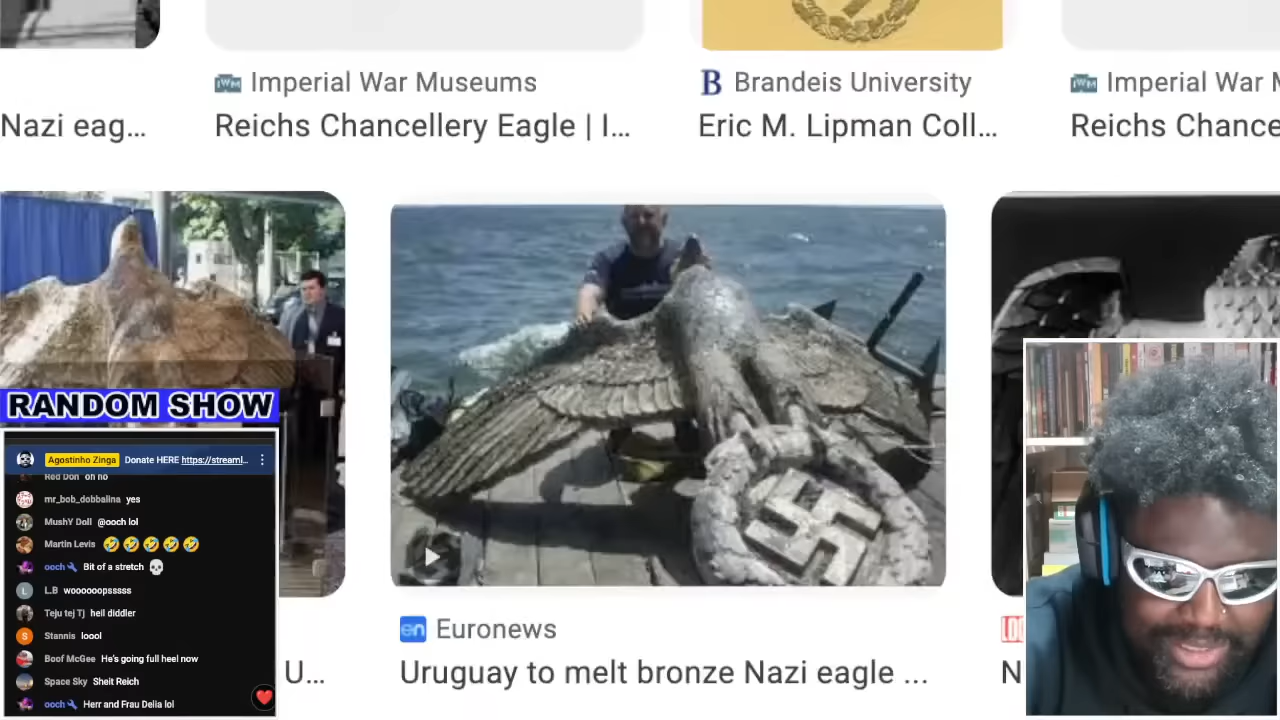 Imperial War Museums
Brandeis University
Imperial War M
Nazi eag...
Reichs Chancellery Eagle | I...
Eric M. Lipman Coll...
Reichs Chance
RANDOM SHOW
Agostinho Zinga Donate HERE https://streaml...
Red Don oh no
mr_bob_dobbalina yes
MushY Doll @ooch lol
Martin Levis 🤣🤣🤣🤣🤣
ooch Bit of a stretch 💀
L.B woooooopsssss
Teju tej Tj heil diddler
Stannis loool
Boof McGee He's going full heel now
Space Sky Sheit Reich
ooch Herr and Frau Delia lol
Euronews
U...
Uruguay to melt bronze Nazi eagle ...
N